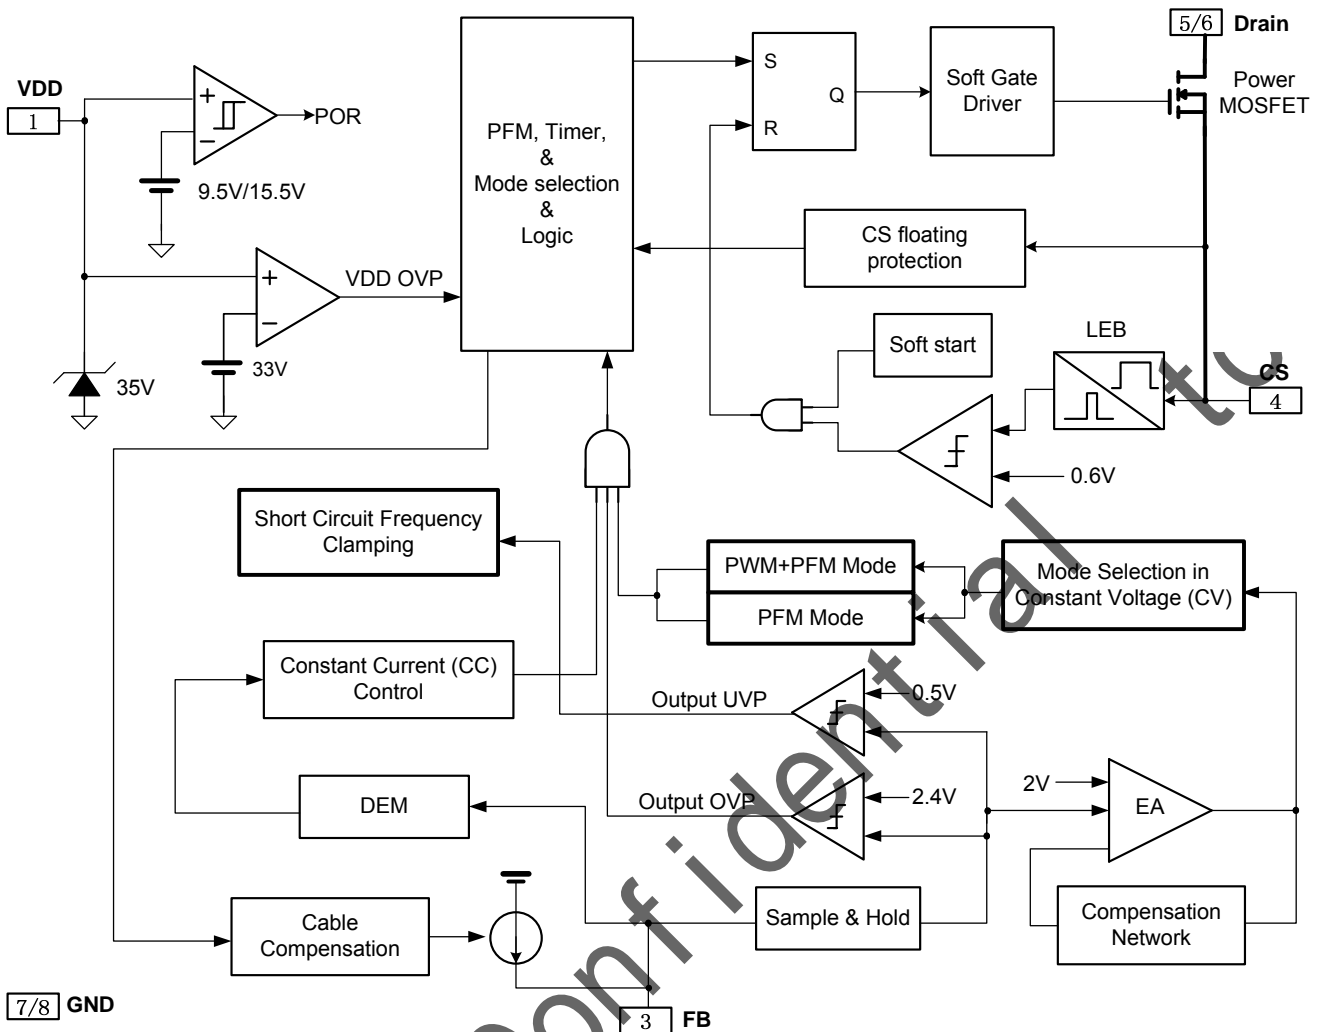 5/6 Drain
VDD
1
POR
9.5V/15.5V
PFM, Timer,
&
Mode selection
&
Logic
S
Q
R
Soft Gate
Driver
Power
MOSFET
CS floating
protection
VDD OVP
33V
35V
Soft start
LEB
CS
4
0.6V
Short Circuit Frequency
Clamping
PWM+PFM Mode
PFM Mode
Mode Selection in
Constant Voltage (CV)
Constant Current (CC)
Control
Output UVP
0.5V
DEM
Output OVP
2.4V
2V
EA
Cable
Compensation
Sample & Hold
Compensation
Network
7/8 GND
3 FB
Confidential to